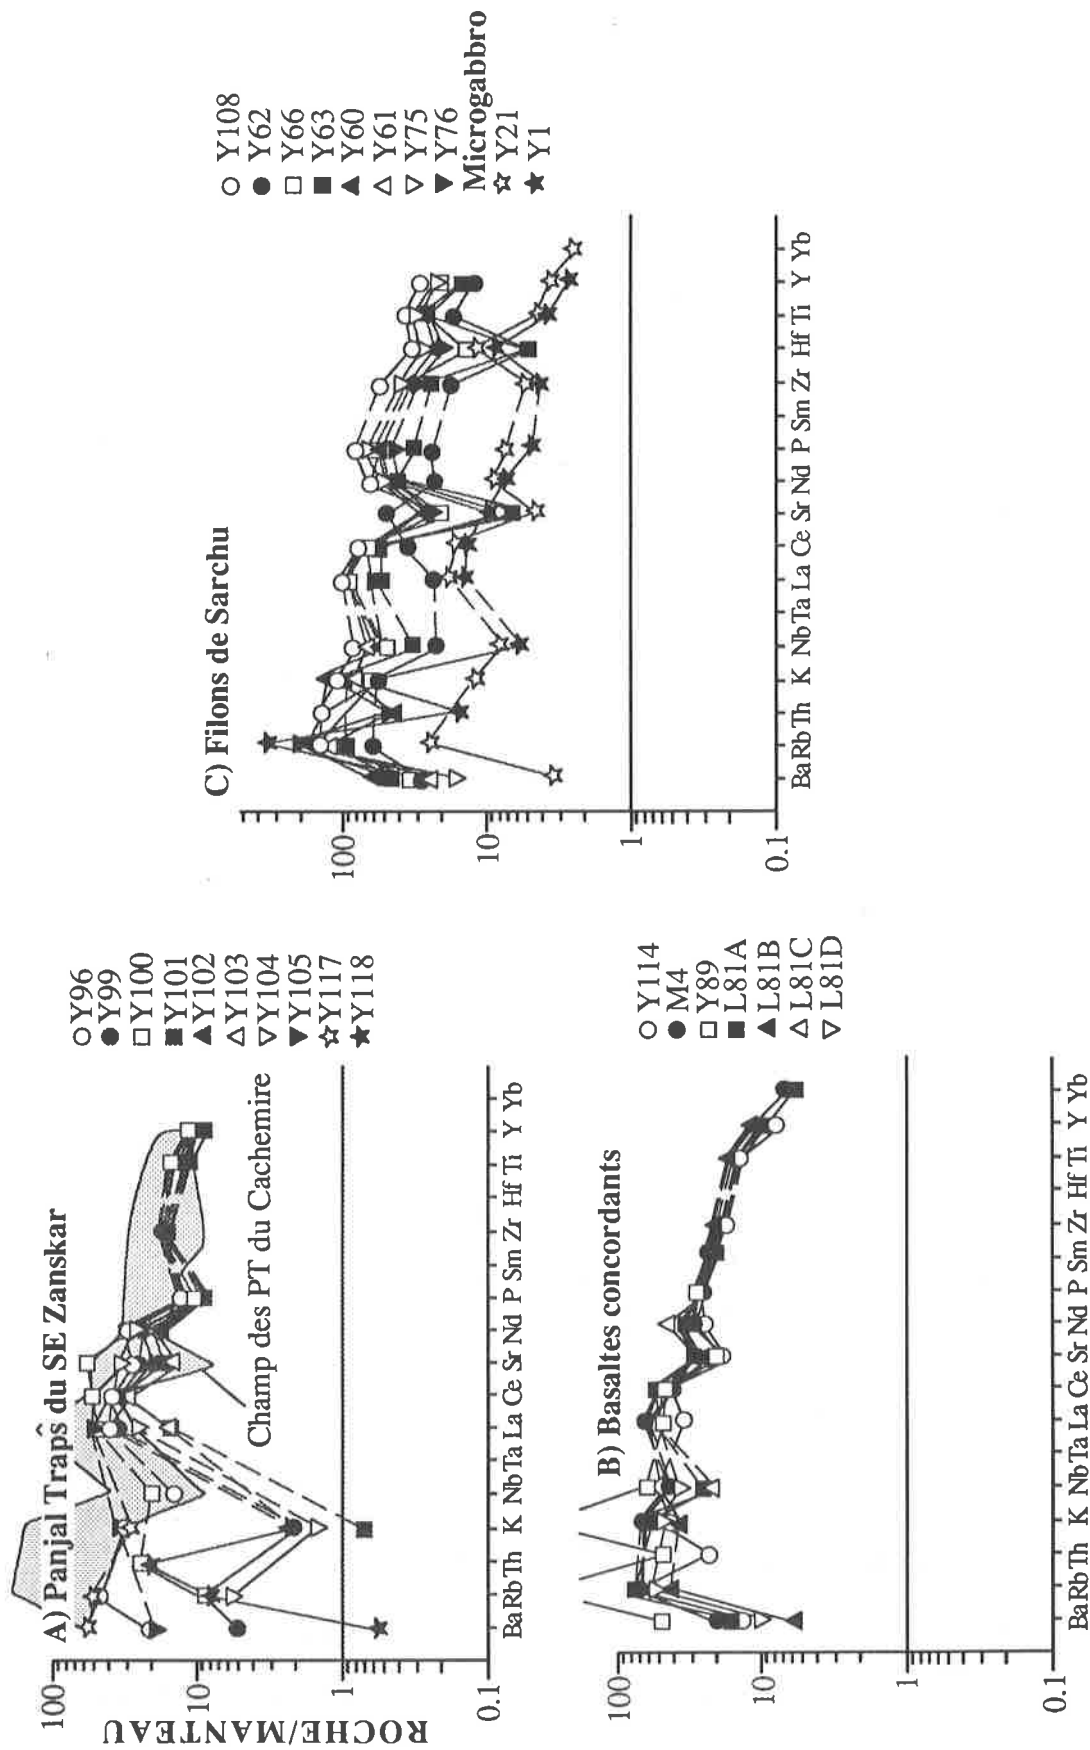 A) Panjal Traps du SE Zanskar
ROCHE/MANTEAU
100
10
1
0.1
Champ des PT du Cachemire
Ba Rb Th K Nb Ta La Ce Sr Nd P Sm Zr Hf Ti Y Yb
Y96
Y99
Y100
Y101
Y102
Y103
Y104
Y105
Y117
Y118
B) Basaltes concordants
100
10
1
0.1
Ba Rb Th K Nb Ta La Ce Sr Nd P Sm Zr Hf Ti Y Yb
Y114
M4
Y89
L81A
L81B
L81C
L81D
C) Filons de Sarchu
100
10
1
0.1
Ba Rb Th K Nb Ta La Ce Sr Nd P Sm Zr Hf Ti Y Yb
Y108
Y62
Y66
Y63
Y60
Y61
Y75
Y76
Microgabbro
Y21
Y1